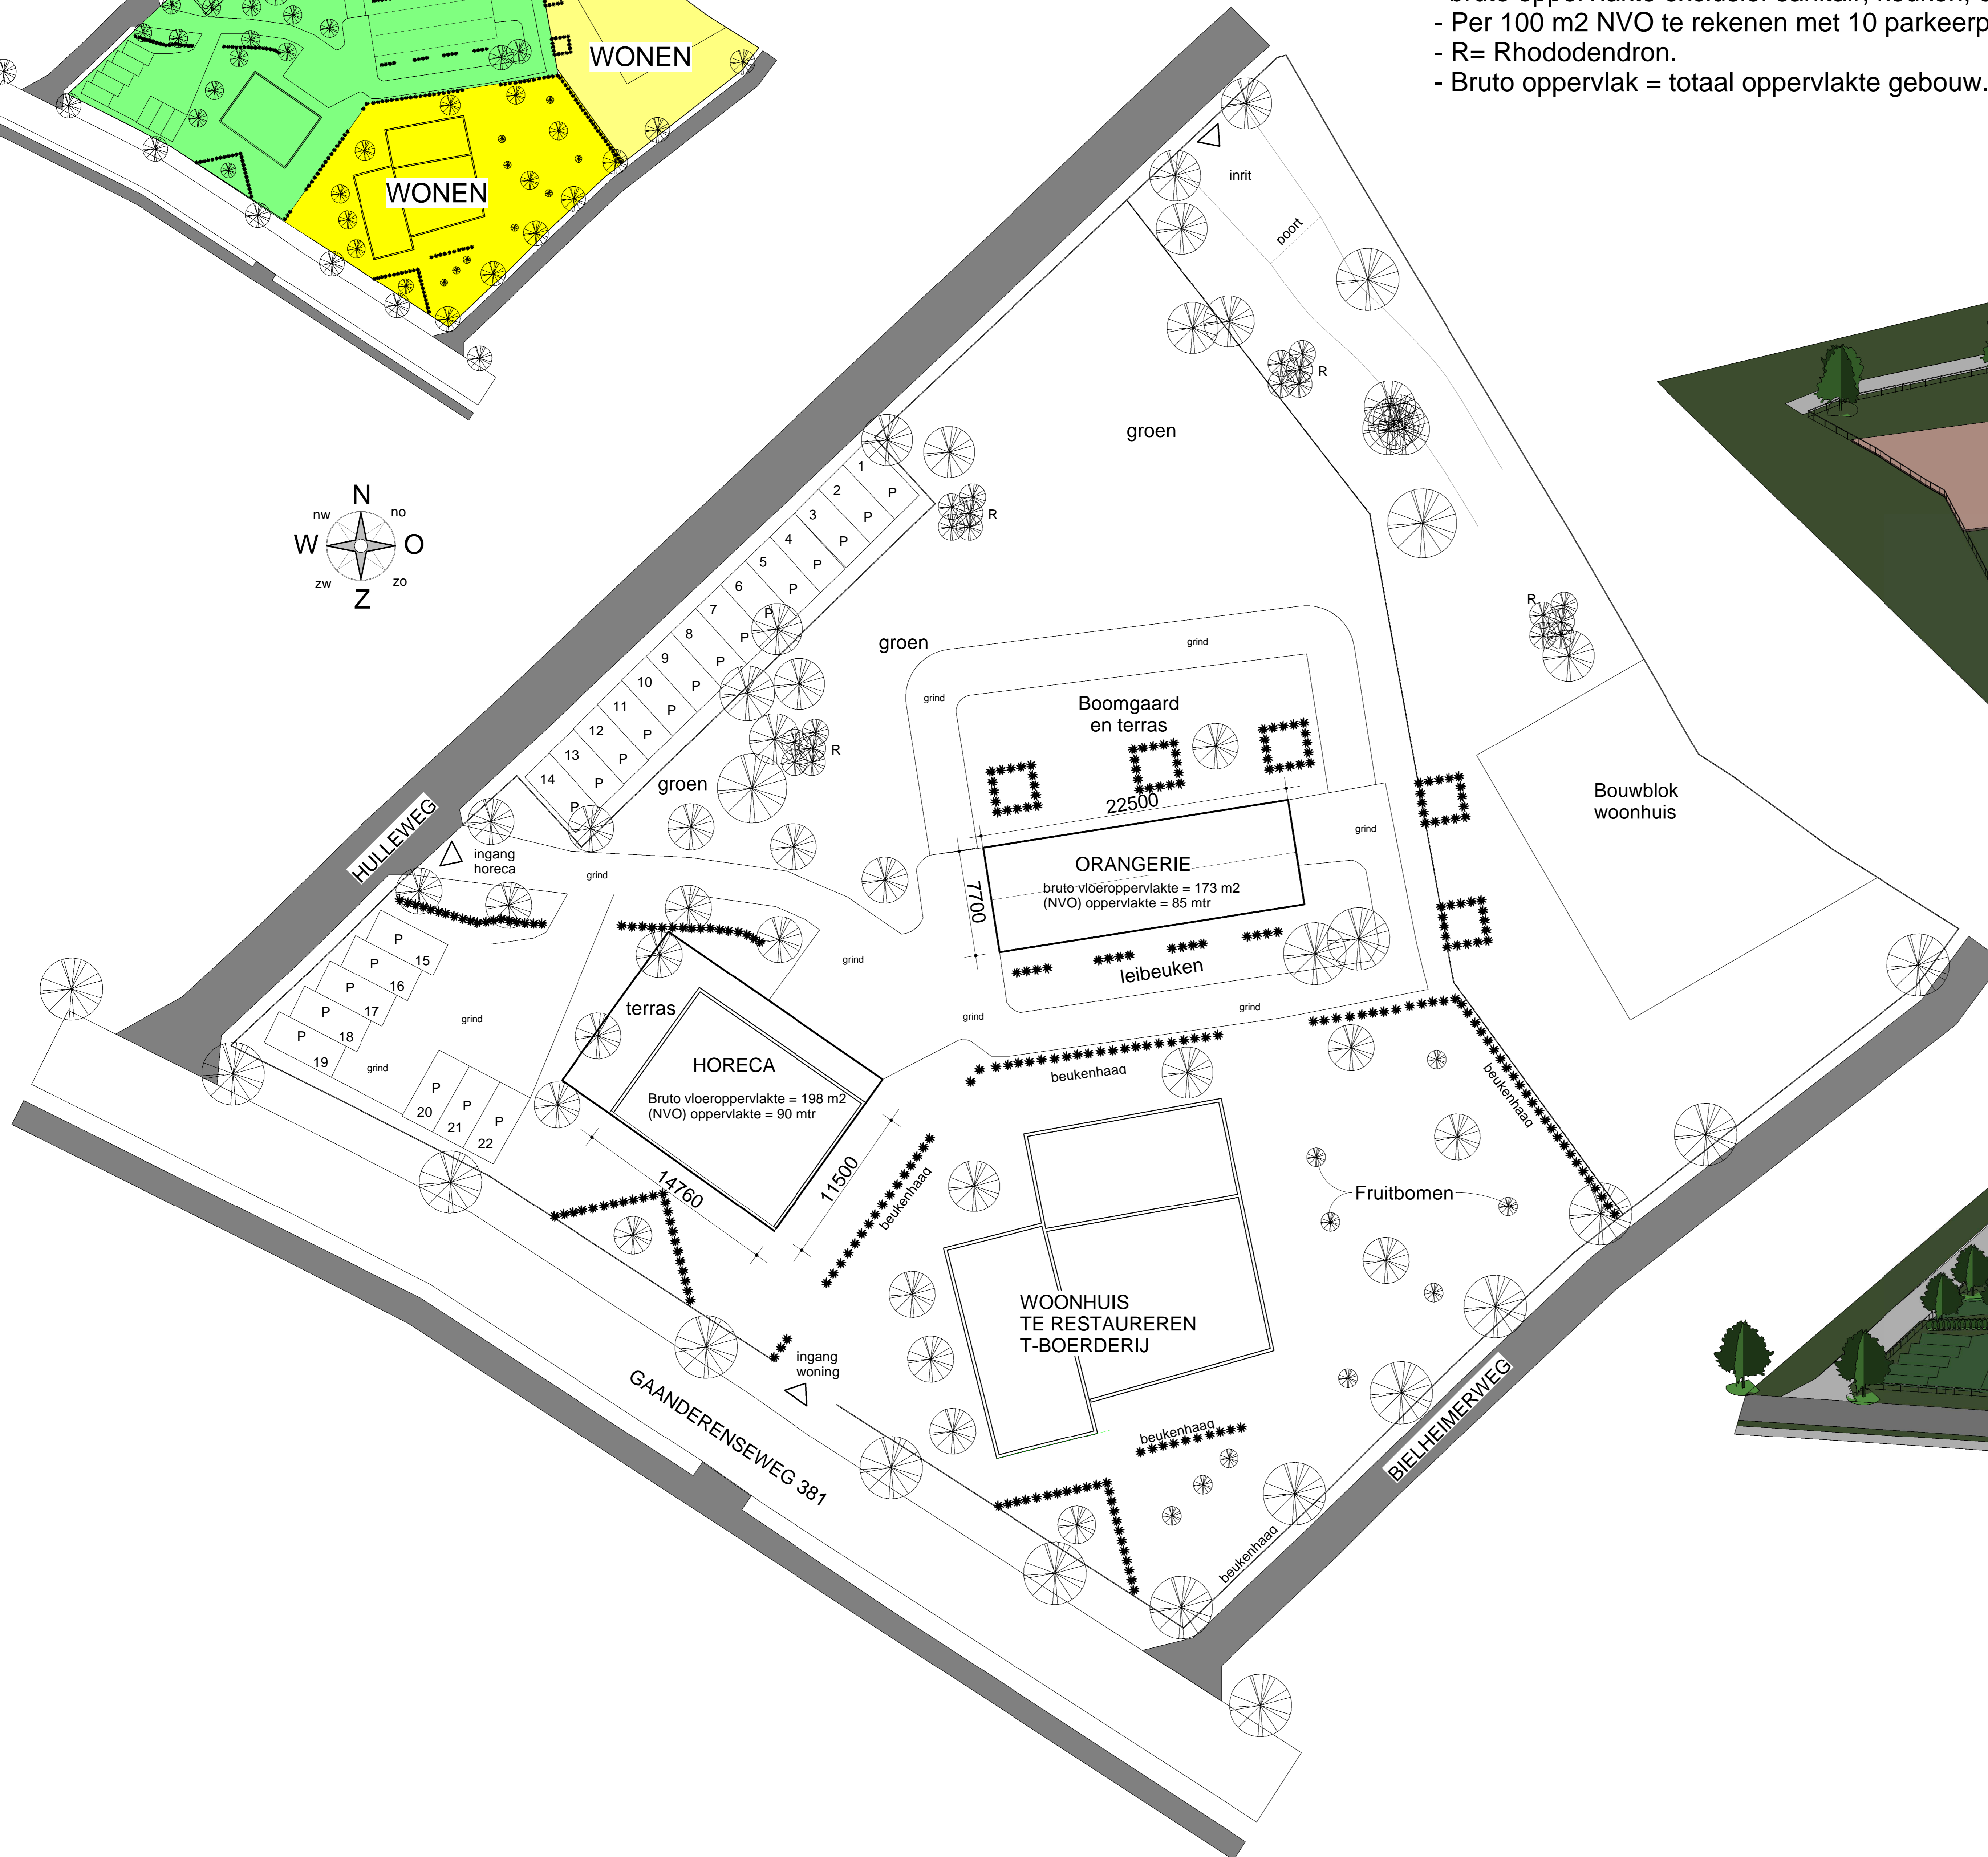 - Per 100 m2 NVO te rekenen met 10
- R= Rhododendron.
- Bruto oppervlak = totaal oppervlakte gebouw.
WONEN
WONEN
inrit
poort
R
groen
N
nw
no
W
O
zw
zo
Z
1
P
2
P
3
P
4
P
5
P
6
P
7
P
8
P
9
P
10
P
11
P
12
P
13
P
14
P
R
R
groen
grind
grind
R
Boomgaard
en terras
groen
22500
Bouwblok
woonhuis
HULLEWEG
ingang
horeca
grind
ORANGERIE
bruto vloeroppervlakte = 173 m2
(NVO) oppervlakte = 85 mtr
7700
grind
leibeuken
grind
grind
grind
P
15
P
16
P
17
P
18
P
19
grind
grind
P
20
P
21
P
22
terras
HORECA
Bruto vloeroppervlakte = 198 m2
(NVO) oppervlakte = 90 mtr
14760
11500
beukenhaag
beukenhaag
beukenhaag
Fruitbomen
WOONHUIS
TE RESTAUREREN
T-BOERDERIJ
ingang
woning
GAANDERENSEWEG 381
beukenhaag
beukenhaag
BIELHEIMERWEG